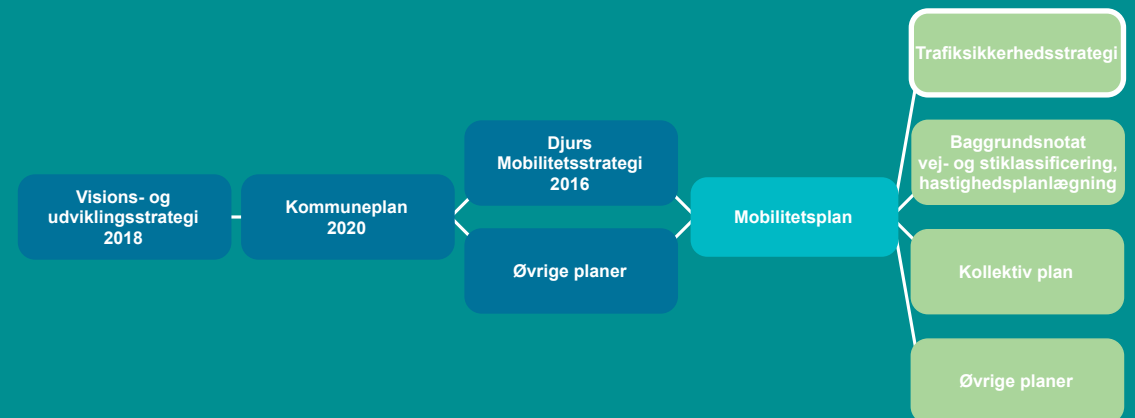 Visions- og
udviklingsstrategi
2018
Kommuneplan
2020
Djurs
Mobilitetsstrategi
2016
Øvrige planer
Mobilitetsplan
Trafiksikkerhedsstrategi
Baggrundsnotat
vej- og stiklassificering,
hastighedsplanlægning
Kollektiv plan
Øvrige planer